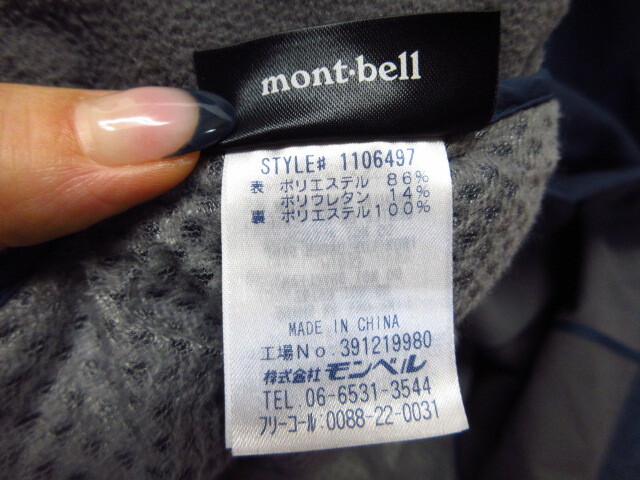 mont·bell
STYLE# 1106497
表 ポリエステル 86%
ポリウレタン 14%
裏 ポリエステル100%
MADE IN CHINA
工場No.391219980
株式会社 モンベル
TEL 06-6531-3544
フリーコール:0088-22-0031